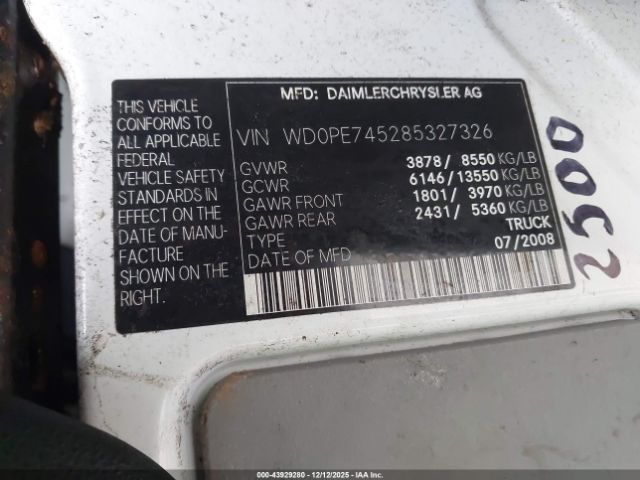 MFD: DAIMLERCHRYSLER AG
THIS VEHICLE
CONFORMS TO
ALL APPLICABLE
FEDERAL
VEHICLE SAFETY
STANDARDS IN
EFFECT ON THE
DATE OF MANU-
FACTURE
SHOWN ON THE
RIGHT.
VIN WD0PE745285327326
GVWR 3878/ 8550 KG/LB
GCWR 6146/13550 KG/LB
GAWR FRONT 1801/ 3970 KG/LB
GAWR REAR 2431/ 5360 KG/LB
TYPE TRUCK
DATE OF MFD 07/2008
2500
000-43929280 - 12/12/2025 - COPART